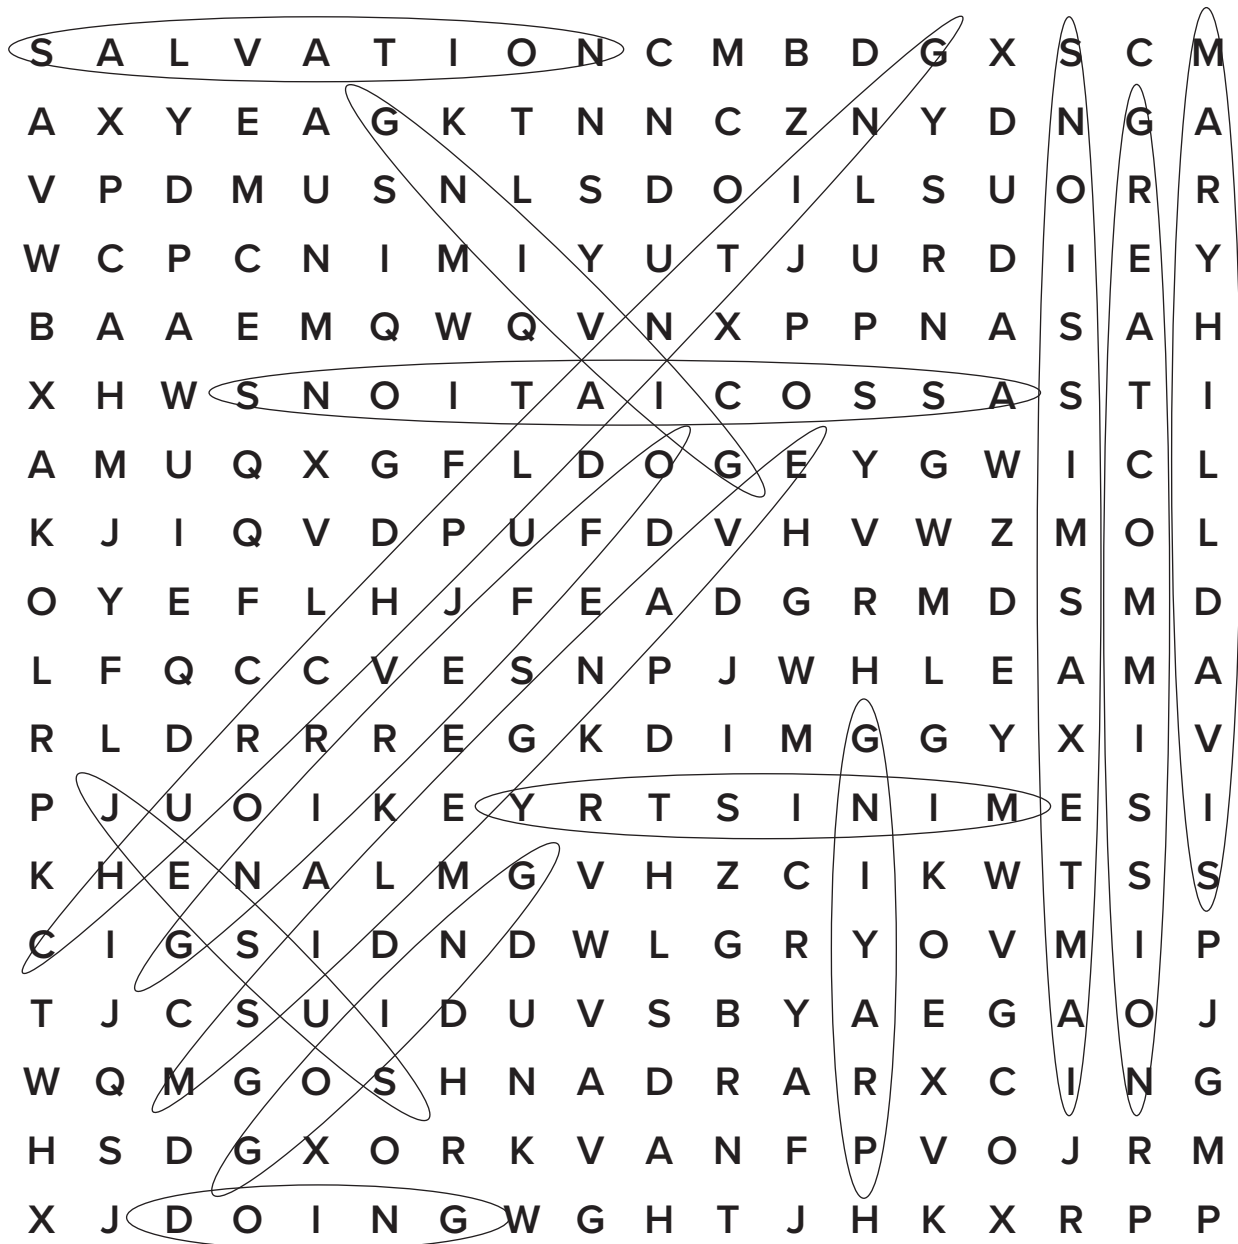 S A L V A T I O N C M B D G X S C M
A X Y E A G K T N N C Z N Y D N G A
V P D M U S N L S D O I L S U O R R
W C P C N I M I Y U T J U R D I E Y
B A A E M Q W Q V N X P P N A S A H
X H W S N O I T A I C O S S A S T I
A M U Q X G F L D O G E Y G W I C L
K J I Q V D P U F D V H V W Z M O L
O Y E F L H J F E A D G R M D S M D
L F Q C C V E S N P J W H L E A M A
R L D R R R E G K D I M G G Y X I V
P J U O I K E Y R T S I N I M E S I
K H E N A L M G V H Z C I K W T S S
C I G S I D N D W L G R Y O V M I P
T J C S U I D U V S B Y A E G A O J
W Q M G O S H N A D R A R X C I N G
H S D G X O R K V A N F P V O J R M
X J D O I N G W G H T J H K X R P P